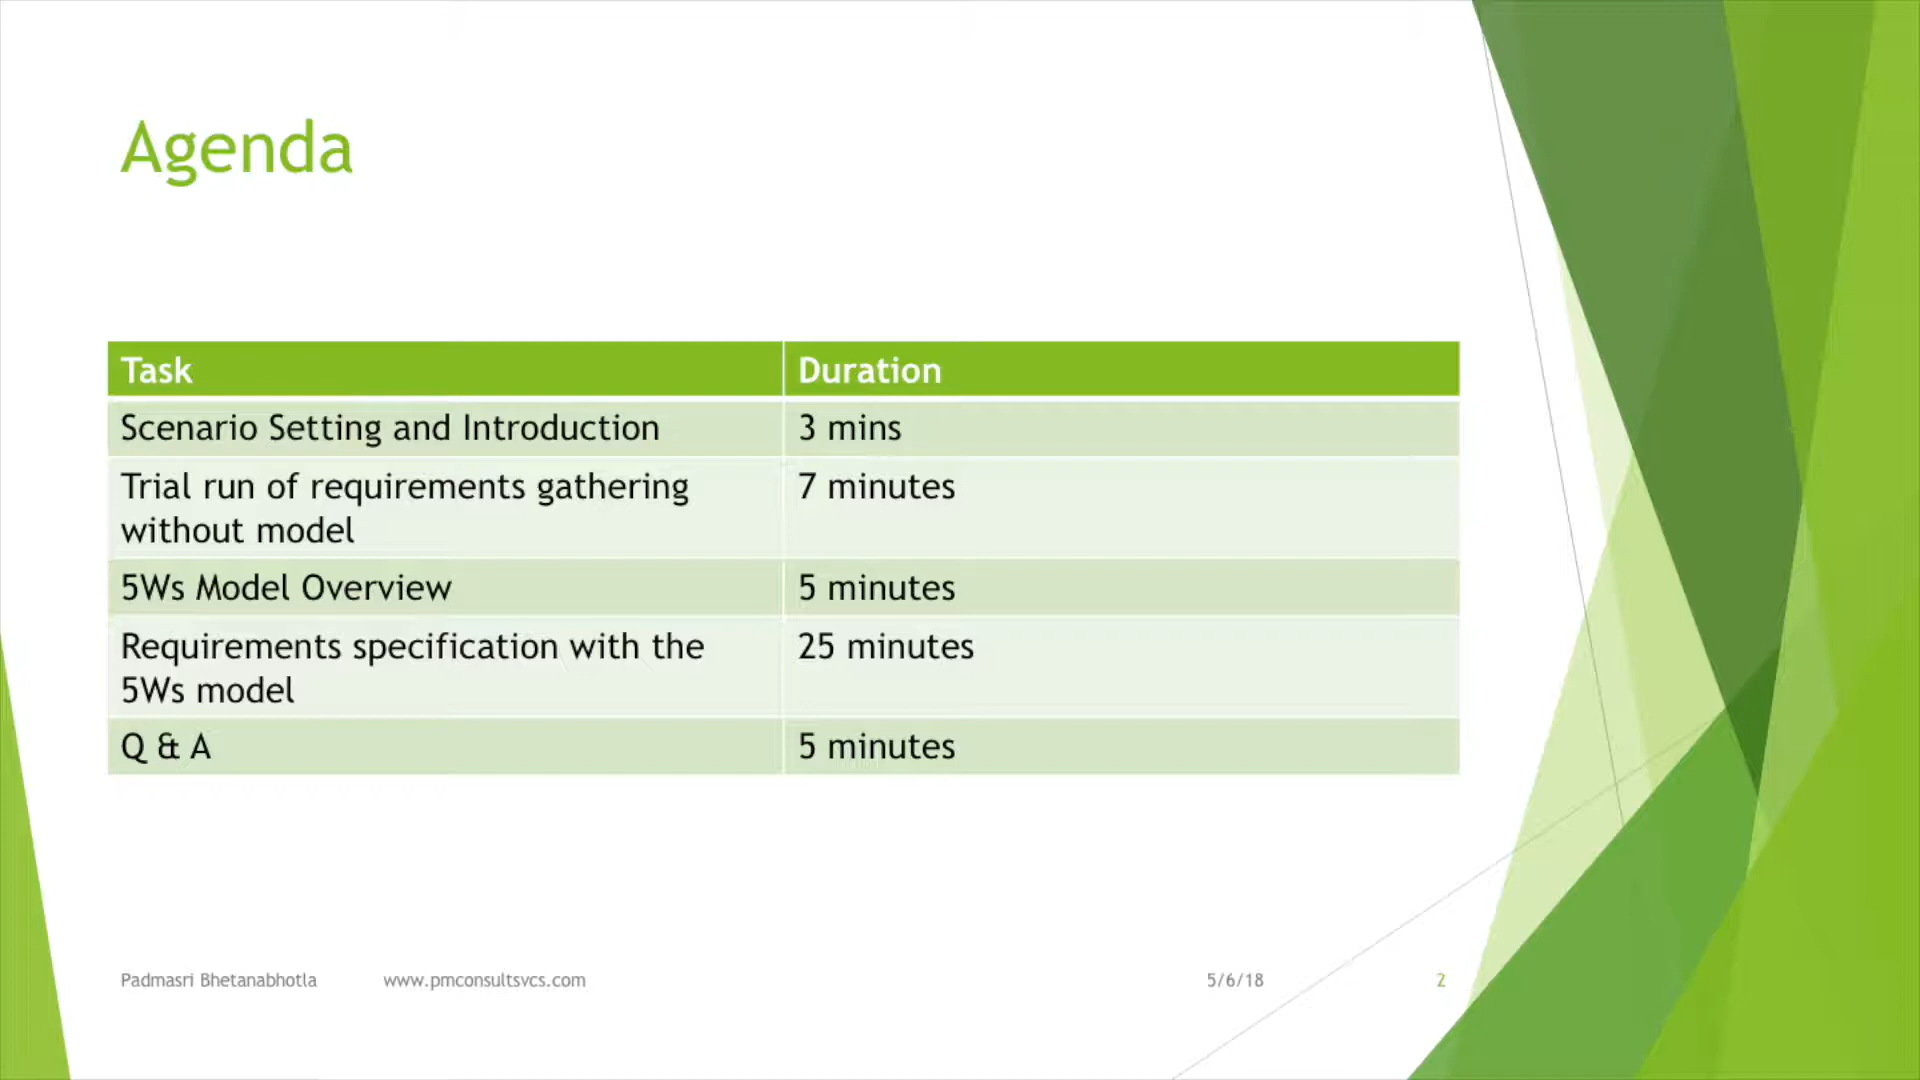 Agenda
Task Duration
Scenario Setting and Introduction 3 mins
Trial run of requirements gathering 7 minutes
without model
5Ws Model Overview 5 minutes
Requirements specification with the 25 minutes
5Ws model
Q & A 5 minutes
Padmasri Bhetanabhotla www.pmconsultsvcs.com 5/6/18 2